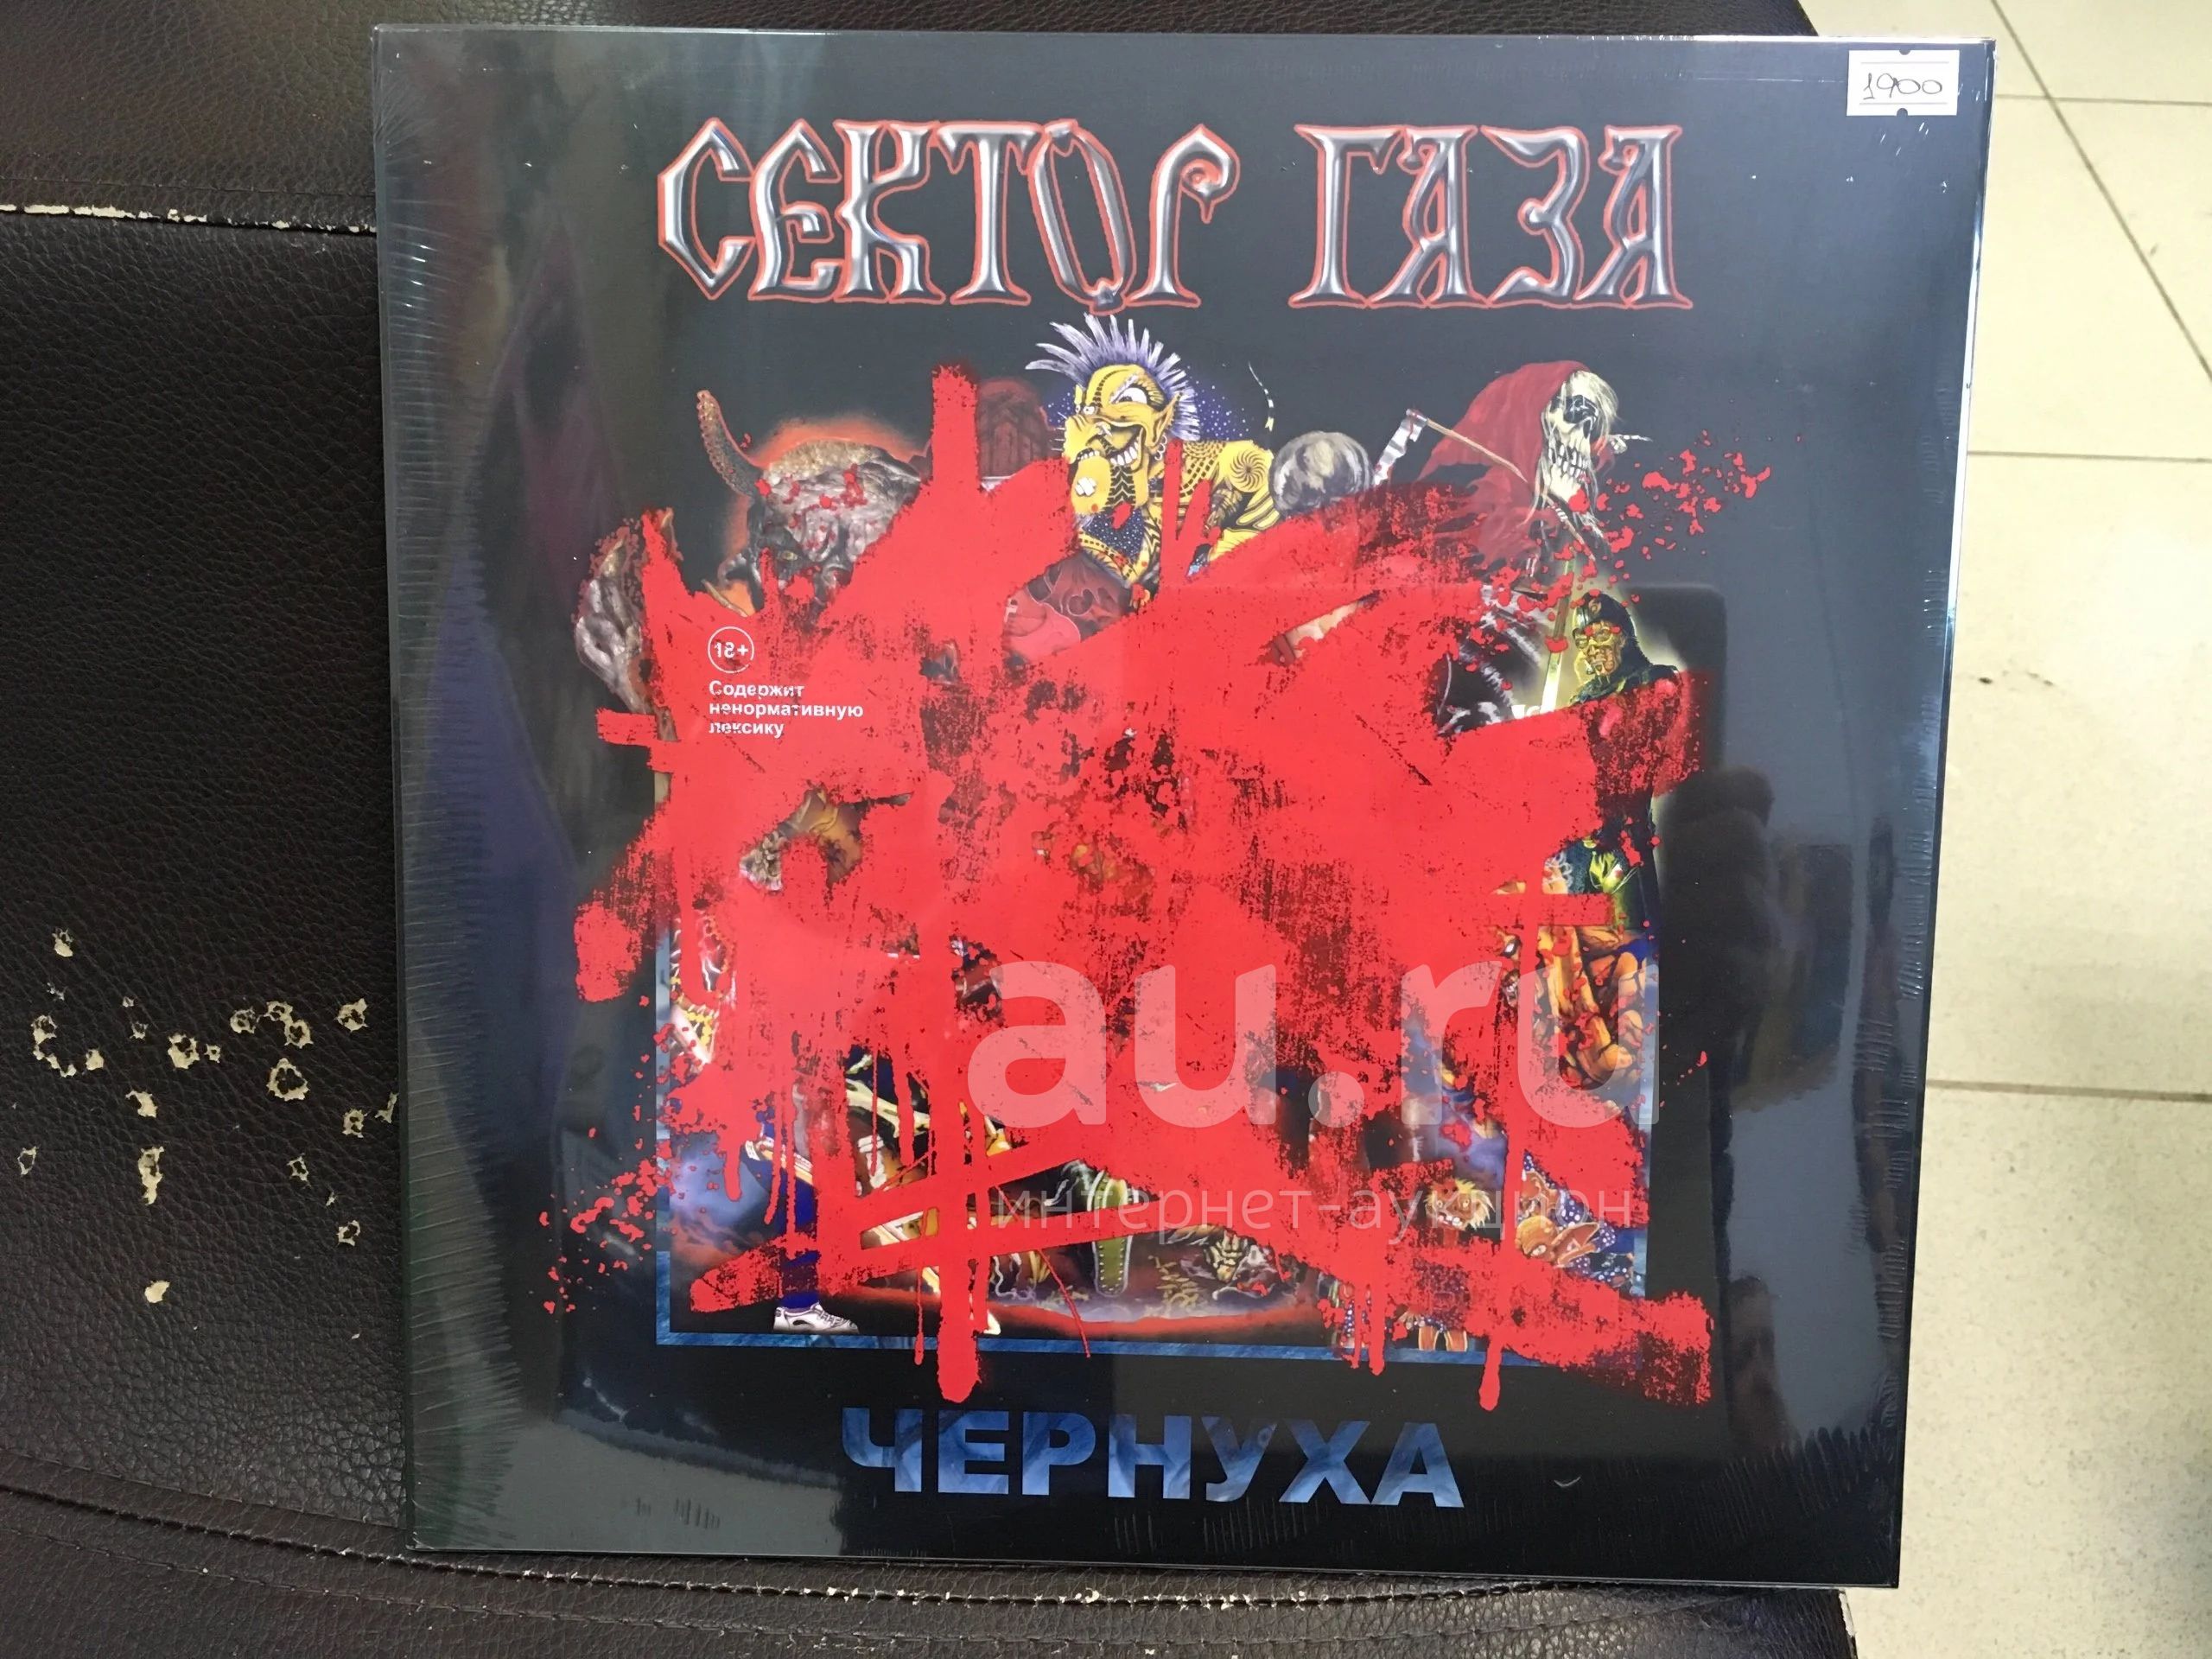 1900
СЕКТОР ГАЗА
18+
Содержит
ненормативную
лексику
au.ru
интернет-аукцион
ЧЕРНУХА